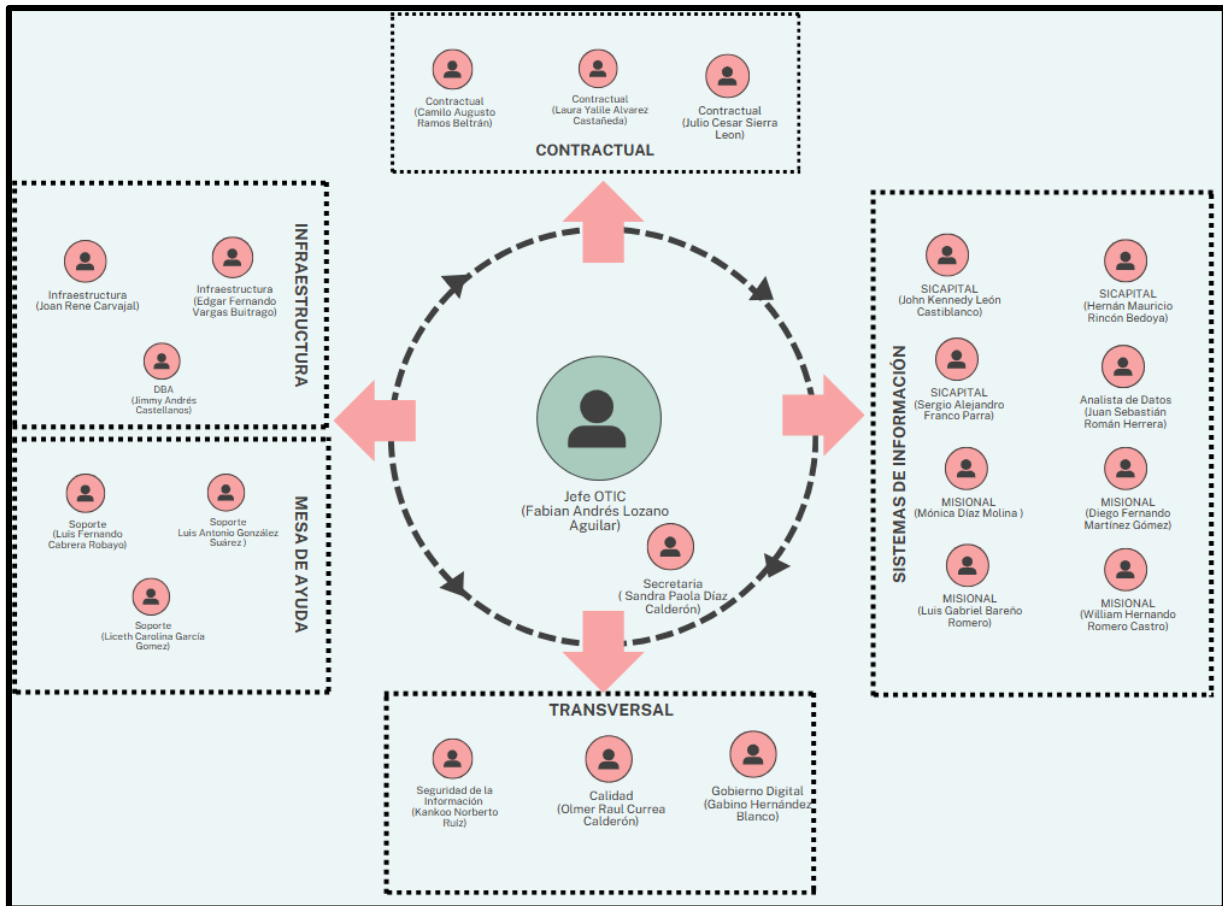 Contractual
(Camilo Augusto
Ramos Beltrán)
Contractual
(Laura Yalile Alvarez
Castañeda)
Contractual
(Julio Cesar Sierra
Leon)
CONTRACTUAL
INFRAESTRUCTURA
Infraestructura
(Joan Rene Carvajal)
Infraestructura
(Edgar Fernando
Vargas Buitrago)
DBA
(Jimmy Andrés
Castellanos)
MESA DE AYUDA
Soporte
(Luis Fernando
Cabrera Robayo)
Soporte
Luis Antonio González
Suárez )
Soporte
(Liceth Carolina García
Gomez)
Jefe OTIC
(Fabian Andrés Lozano
Aguilar)
Secretaria
( Sandra Paola Díaz
Calderón)
SISTEMAS DE INFORMACIÓN
SICAPITAL
(John Kennedy León
Castiblanco)
SICAPITAL
(Hernán Mauricio
Rincón Bedoya)
SICAPITAL
(Sergio Alejandro
Franco Parra)
Analista de Datos
(Juan Sebastián
Román Herrera)
MISIONAL
(Mónica Díaz Molina )
MISIONAL
(Diego Fernando
Martínez Gómez)
MISIONAL
(Luis Gabriel Bareño
Romero)
MISIONAL
(William Hernando
Romero Castro)
TRANSVERSAL
Seguridad de la
Información
(Kankoo Norberto
Ruiz)
Calidad
(Olmer Raul Currea
Calderón)
Gobierno Digital
(Gabino Hernández
Blanco)